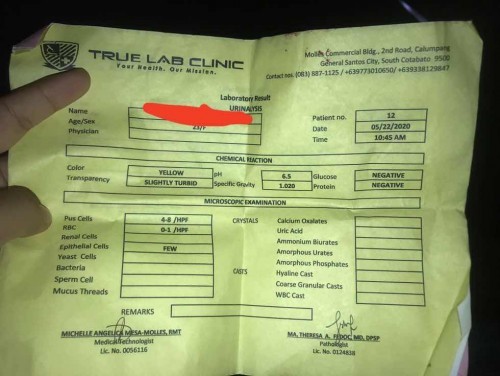 TRUE LAB CLINIC
Your Health. Our Mission.
Molles Commercial Bldg., 2nd Road, Calumpang
General Santos City, South Cotabato 9500
Contact nos. (083) 887-1125 / +639773010650/ +639338129847
Laboratory Result
URINALYSIS
Name
Age/Sex 23/F
Physician
Patient no. 12
Date 05/22/2020
Time 10:45 AM
CHEMICAL REACTION
Color YELLOW pH 6.5 Glucose NEGATIVE
Transparency SLIGHTLY TURBID Specific Gravity 1.020 Protein NEGATIVE
MICROSCOPIC EXAMINATION
Pus Cells 4-8 /HPF CRYSTALS Calcium Oxalates
RBC 0-1 /HPF Uric Acid
Renal Cells Ammonium Biurates
Epithelial Cells FEW Amorphous Urates
Yeast Cells Amorphous Phosphates
Bacteria CASTS Hyaline Cast
Sperm Cell Coarse Granular Casts
Mucus Threads WBC Cast
REMARKS
MICHELLE ANGELICA MESA-MOLLES, RMT
Medical Technologist
Lic. No. 0056116
MA. THERESA A. MD, DPSP
Pathologist
Lic. No. 0124838